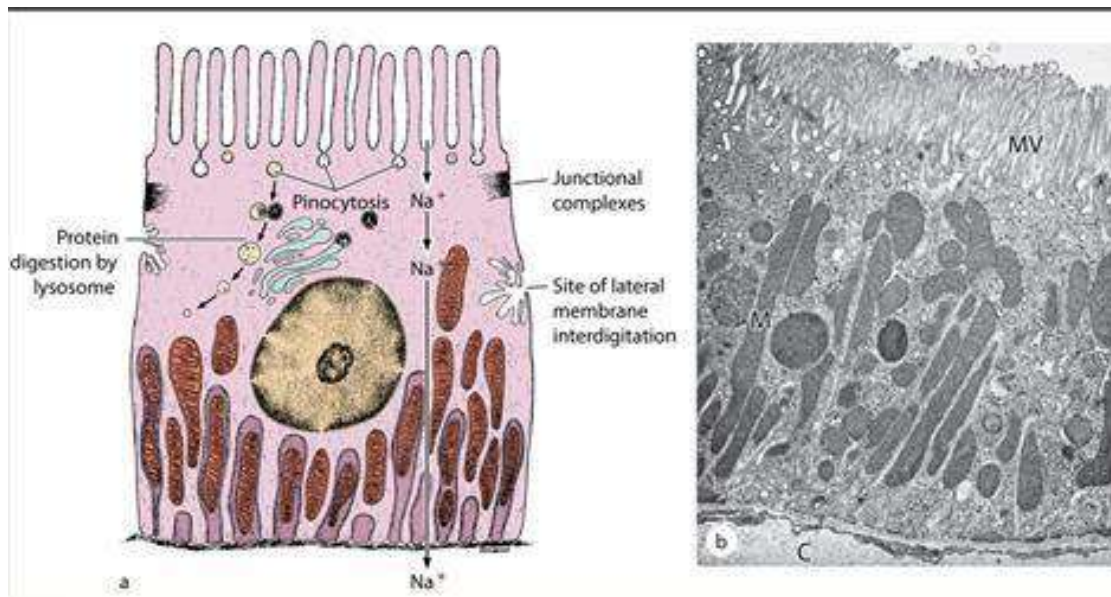 Pinocytosis
Na+
Junctional
complexes
Protein
digestion by
lysosome
Na+
Site of lateral
membrane
interdigitation
Na+
a
MV
M
b
C